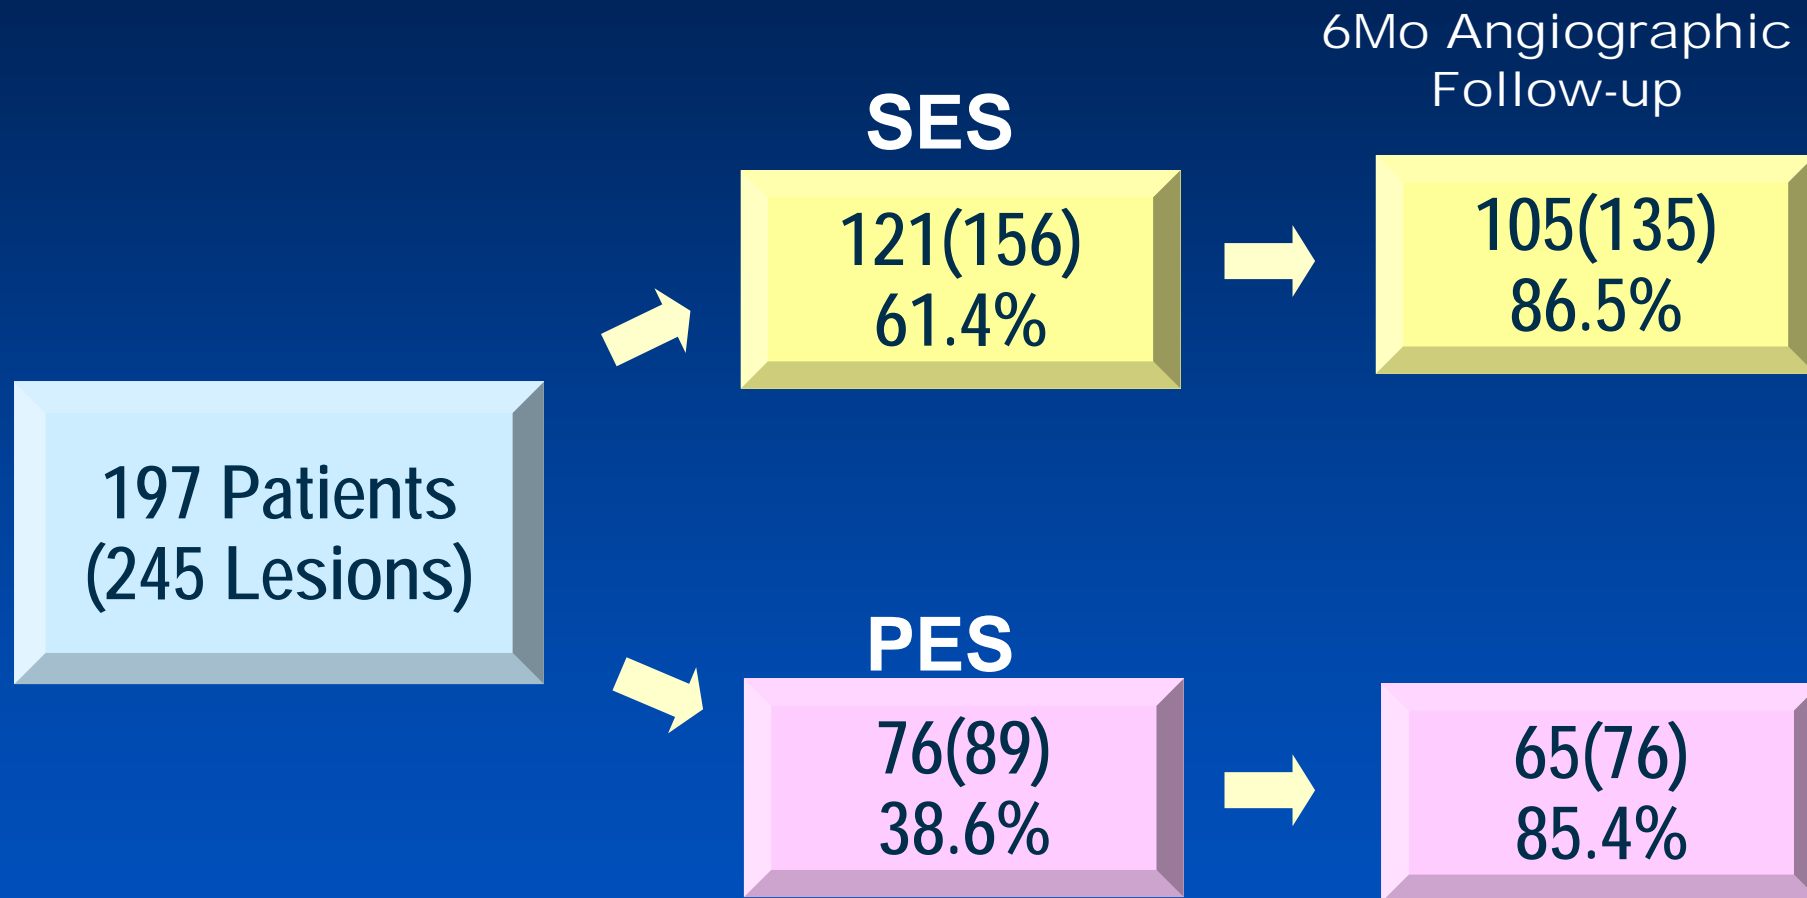 6Mo Angiographic
Follow-up
SES
121(156)
61.4%
105(135)
86.5%
197 Patients
(245 Lesions)
PES
76(89)
38.6%
65(76)
85.4%